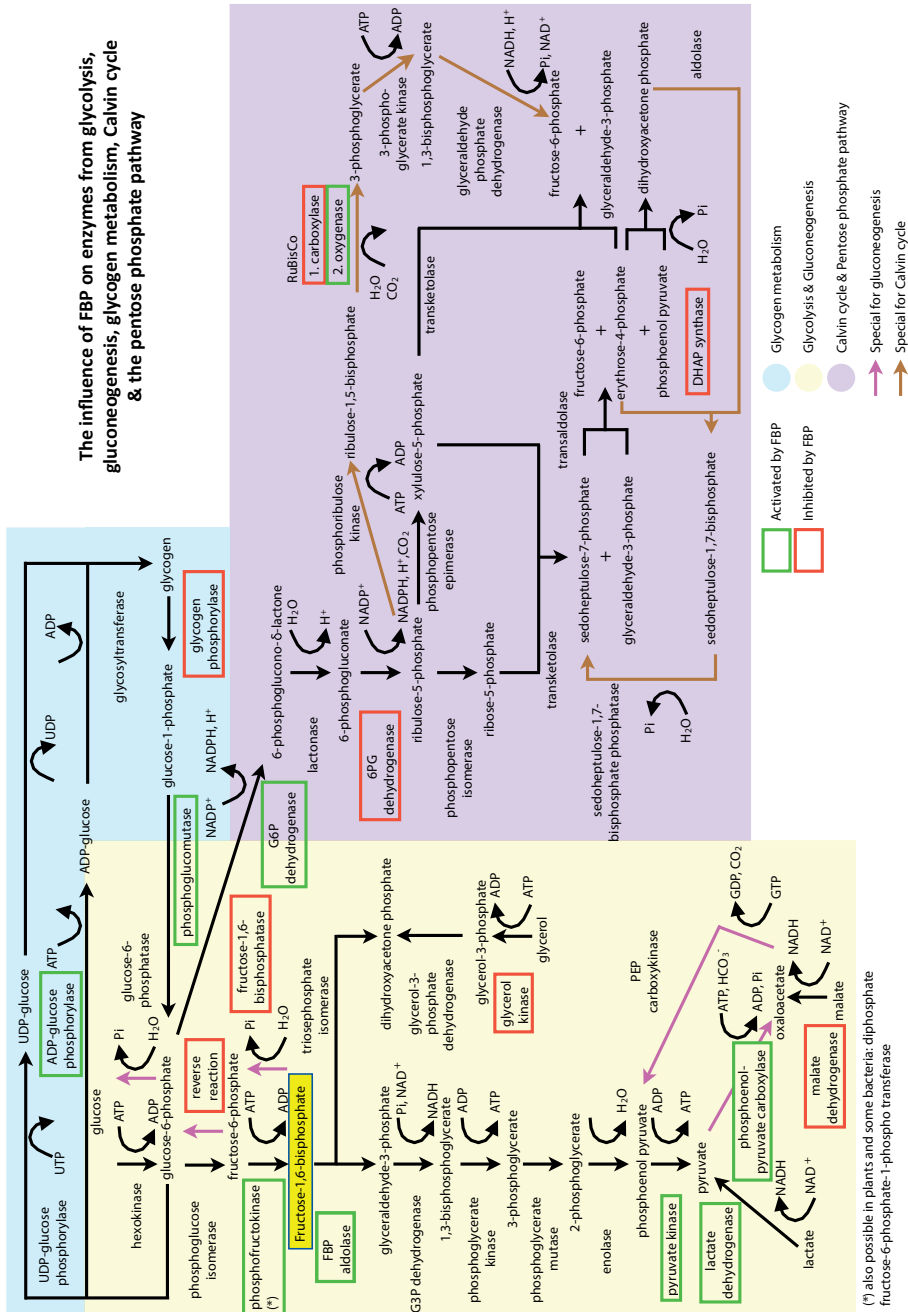 The influence of FBP on enzymes from glycolysis,
gluconeogenesis, glycogen metabolism, Calvin cycle
& the pentose phosphate pathway
UDP-glucose
phosphorylase
UTP
UDP-glucose
UDP
ADP
ADP-glucose
phosphorylase
ATP
ADP-glucose
glycosyltransferase
glycogen
glycogen
phosphorylase
glucose-1-phosphate
phosphoglucomutase
glucose
hexokinase
ATP
ADP
Pi
H₂O
glucose-6-
phosphatase
glucose-6-phosphate
NADP⁺
NADPH, H⁺
G6P
dehydrogenase
phosphoglucose
isomerase
reverse
reaction
fructose-6-phosphate
phosphofructokinase
(*)
ATP
ADP
Pi
H₂O
fructose-1,6-
bisphosphatase
Fructose-1,6-bisphosphate
FBP
aldolase
triosephosphate
isomerase
dihydroxyacetone phosphate
glycerol-3-
phosphate
dehydrogenase
glycerol-3-phosphate
glycerol
kinase
ADP
ATP
glycerol
glyceraldehyde-3-phosphate
G3P dehydrogenase
Pi, NAD⁺
NADH
1,3-bisphosphoglycerate
phosphoglycerate
kinase
ADP
ATP
3-phosphoglycerate
phosphoglycerate
mutase
2-phosphoglycerate
enolase
H₂O
phosphoenol pyruvate
pyruvate kinase
ADP
ATP
pyruvate
lactate
dehydrogenase
NADH
NAD⁺
lactate
PEP
carboxykinase
phosphoenol-
pyruvate carboxylase
ATP, HCO₃⁻
ADP, Pi
oxaloacetate
GDP, CO₂
GTP
malate
dehydrogenase
NADH
NAD⁺
malate
6-phosphoglucono-δ-lactone
lactonase
H₂O
H⁺
6-phosphogluconate
6PG
dehydrogenase
NADP⁺
NADPH, H⁺,CO₂
ribulose-5-phosphate
phosphopentose
isomerase
ribose-5-phosphate
phosphoribulose
kinase
ATP
ADP
phosphopentose
epimerase
xylulose-5-phosphate
ribulose-1,5-bisphosphate
RuBisCo
1. carboxylase
2. oxygenase
H₂O
CO₂
3-phosphoglycerate
3-phospho-
glycerate kinase
ATP
ADP
1,3-bisphosphoglycerate
glyceraldehyde
phosphate
dehydrogenase
NADH, H⁺
Pi, NAD⁺
transketolase
transketolase
fructose-6-phosphate
+
glyceraldehyde-3-phosphate
sedoheptulose-7-phosphate
+
glyceraldehyde-3-phosphate
transaldolase
fructose-6-phosphate
+
erythrose-4-phosphate
+
phosphoenol pyruvate
DHAP synthase
H₂O
Pi
dihydroxyacetone phosphate
aldolase
sedoheptulose-1,7-bisphosphate
sedoheptulose-1,7-
bisphosphate phosphatase
Pi
H₂O
Activated by FBP
Inhibited by FBP
Glycogen metabolism
Glycolysis & Gluconeogenesis
Calvin cycle & Pentose phosphate pathway
Special for gluconeogenesis
Special for Calvin cycle
(*) also possible in plants and some bacteria: diphosphate
fructose-6-phosphate-1-phospho transferase